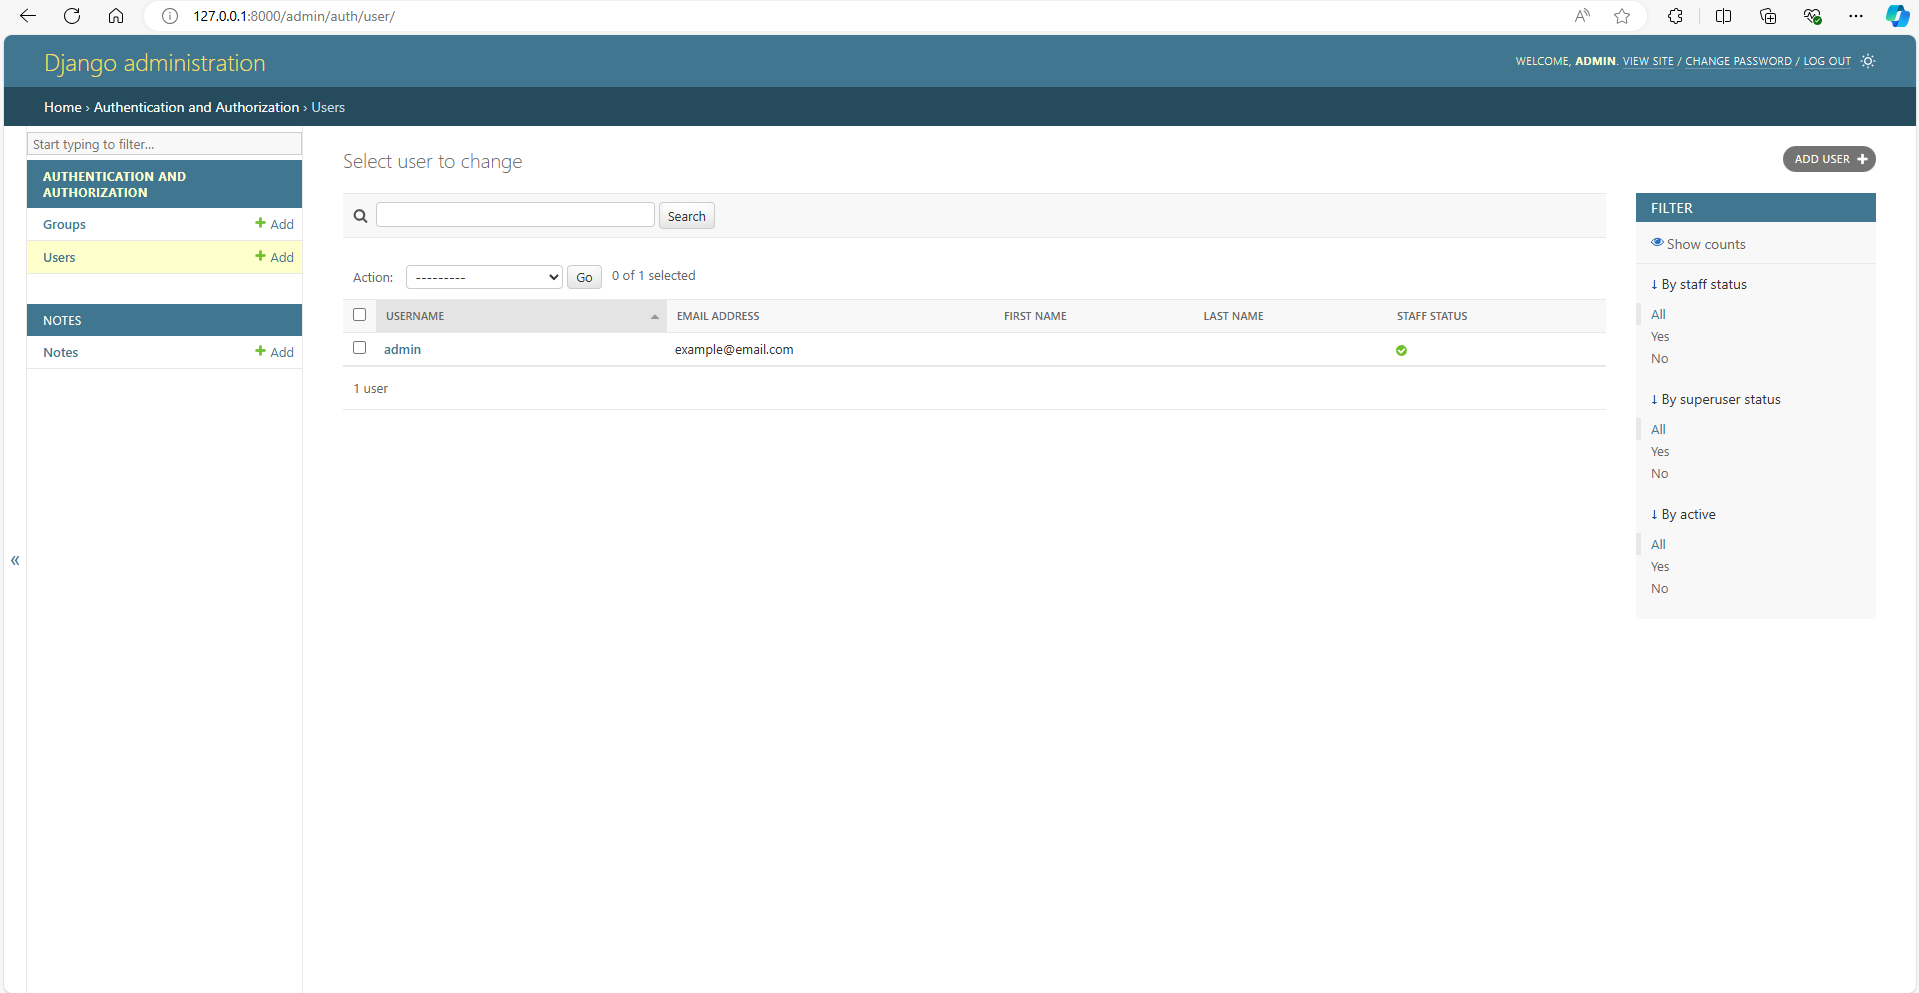 127.0.0.1:8000/admin/auth/user/
Django administration
WELCOME, ADMIN. VIEW SITE / CHANGE PASSWORD / LOG OUT
Home › Authentication and Authorization › Users
Start typing to filter...
AUTHENTICATION AND
AUTHORIZATION
Groups
Add
Users
Add
NOTES
Notes
Add
«
Select user to change
ADD USER
Search
Action:
---------
Go
0 of 1 selected
USERNAME
EMAIL ADDRESS
FIRST NAME
LAST NAME
STAFF STATUS
admin
example@email.com
1 user
FILTER
Show counts
↓ By staff status
All
Yes
No
↓ By superuser status
All
Yes
No
↓ By active
All
Yes
No